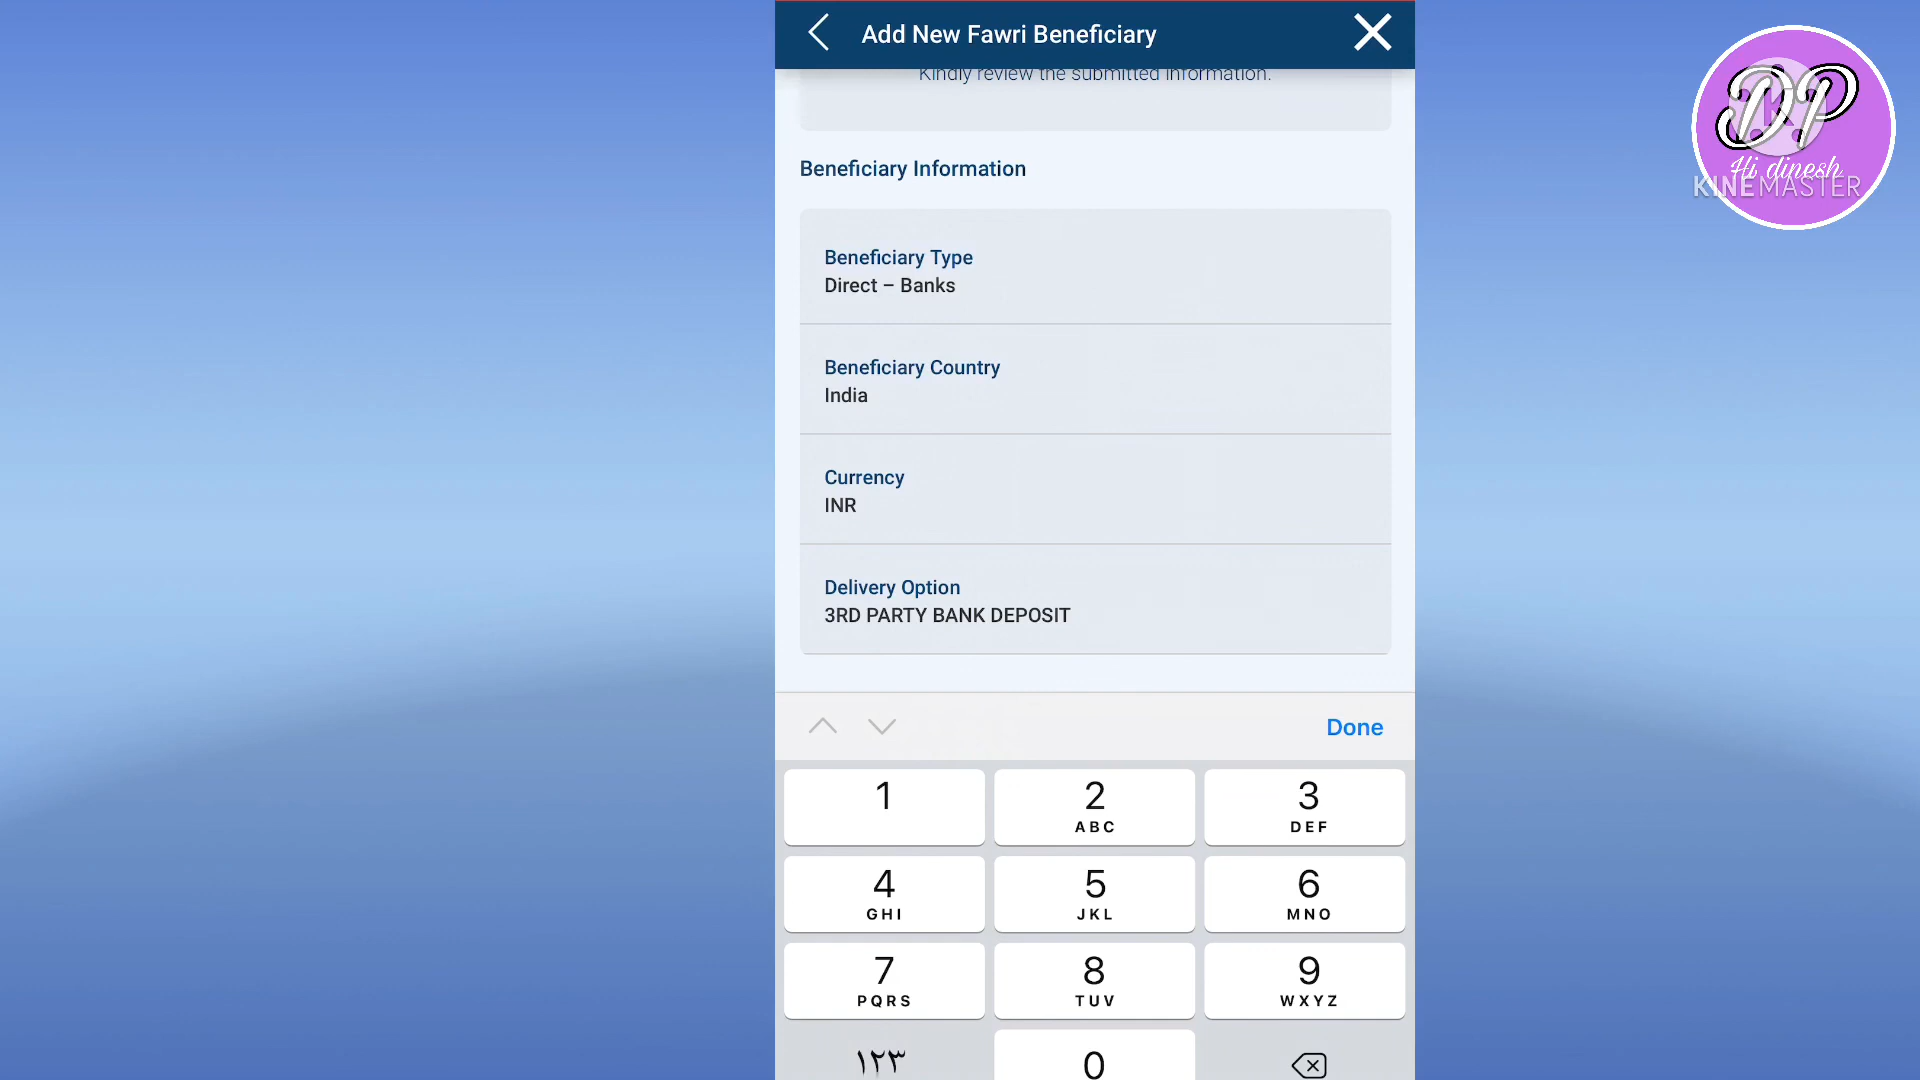 Add New Fawri Beneficiary
Kindly review the submitted information.
Beneficiary Information
Beneficiary Type
Direct – Banks
Beneficiary Country
India
Currency
INR
Delivery Option
3RD PARTY BANK DEPOSIT
Done
1
2
ABC
3
DEF
4
GHI
5
JKL
6
MNO
7
PQRS
8
TUV
9
WXYZ
١٢٣
0
DP
K
Hi dinesh
KINEMASTER